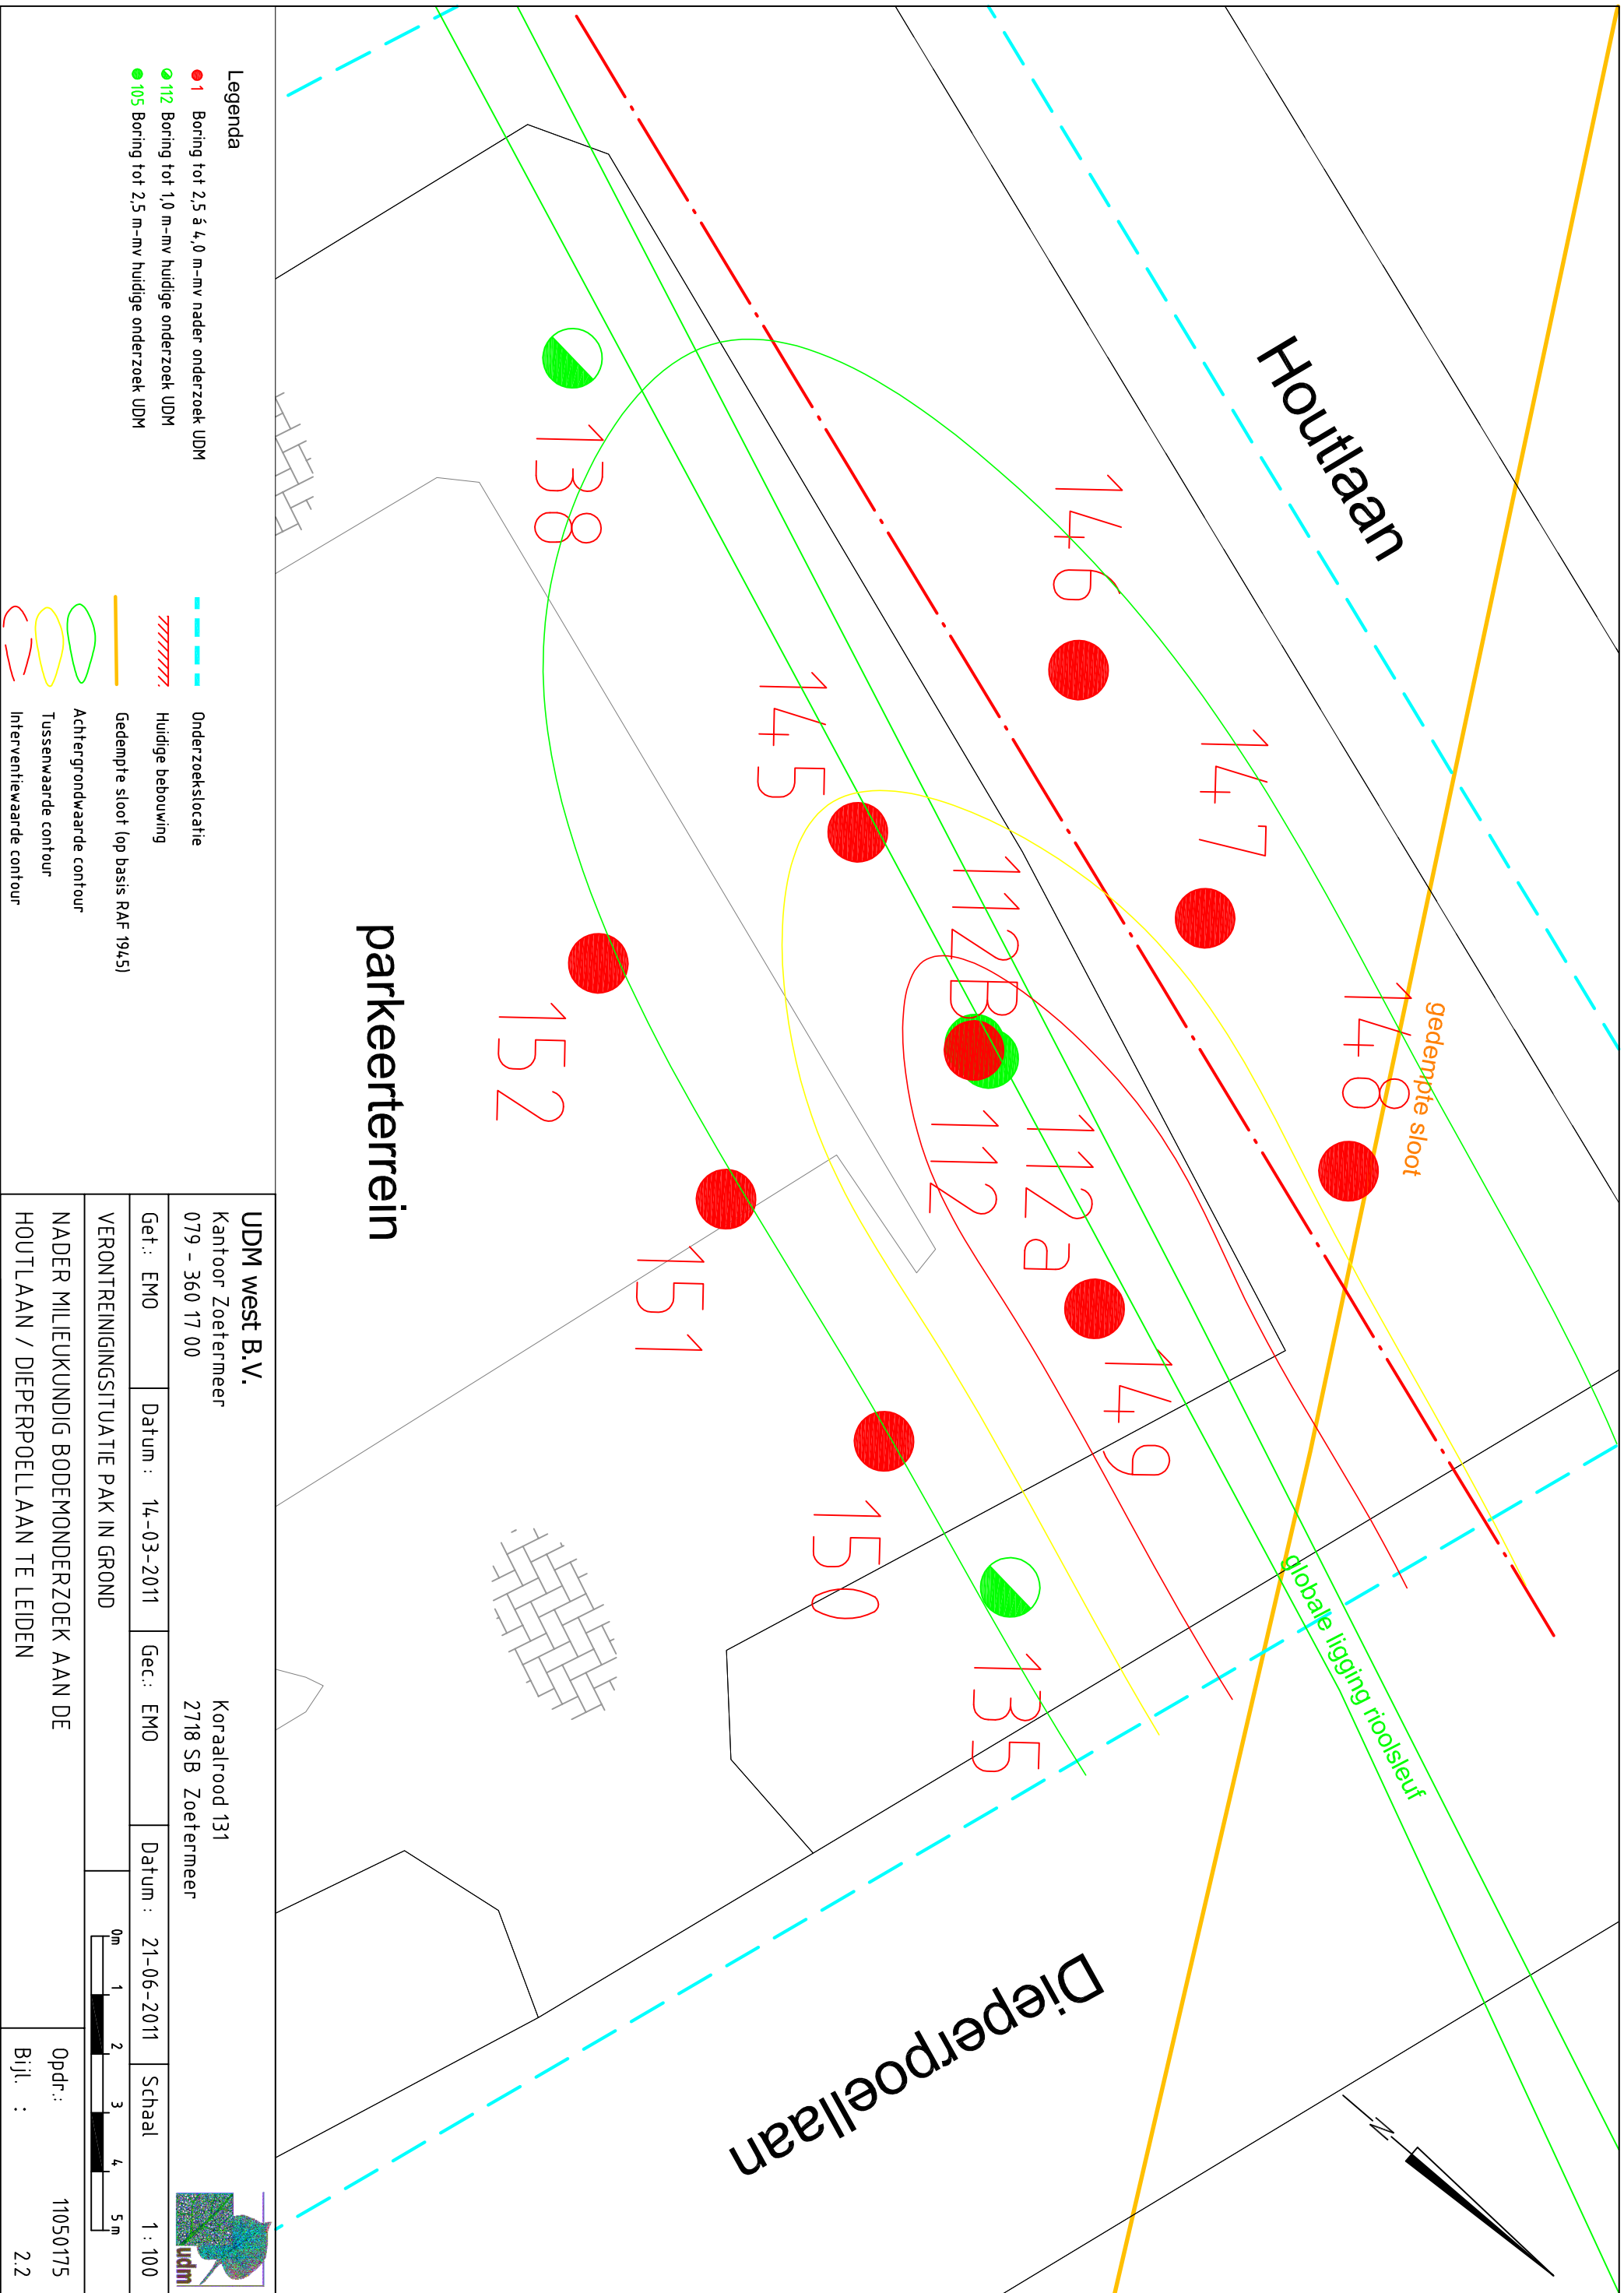 Houtlaan
146
147
148
gedempte sloot
138
145
112B
112a
112
149
152
151
150
135
parkeerterrein
globale ligging rioolsleuf
Dieperpoellaan
N
Legenda
1 Boring tot 2,5 á 4,0 m-mv nader onderzoek UDM
112 Boring tot 1,0 m-mv huidige onderzoek UDM
105 Boring tot 2,5 m-mv huidige onderzoek UDM
Onderzoekslocatie
Huidige bebouwing
Gedempte sloot (op basis RAF 1945)
Achtergrondwaarde contour
Tussenwaarde contour
Interventiewaarde contour
UDM west B.V.
Kantoor Zoetermeer Koraalrood 131
079 - 360 17 00 2718 SB Zoetermeer
udm
Get.: EMO Datum : 14-03-2011 Gec.: EMO Datum : 21-06-2011 Schaal 1 : 100
VERONTREINIGINGSITUATIE PAK IN GROND
0m 1 2 3 4 5m
NADER MILIEUKUNDIG BODEMONDERZOEK AAN DE
HOUTLAAN / DIEPERPOELLAAN TE LEIDEN
Opdr.: 11050175
Bijl. : 2.2